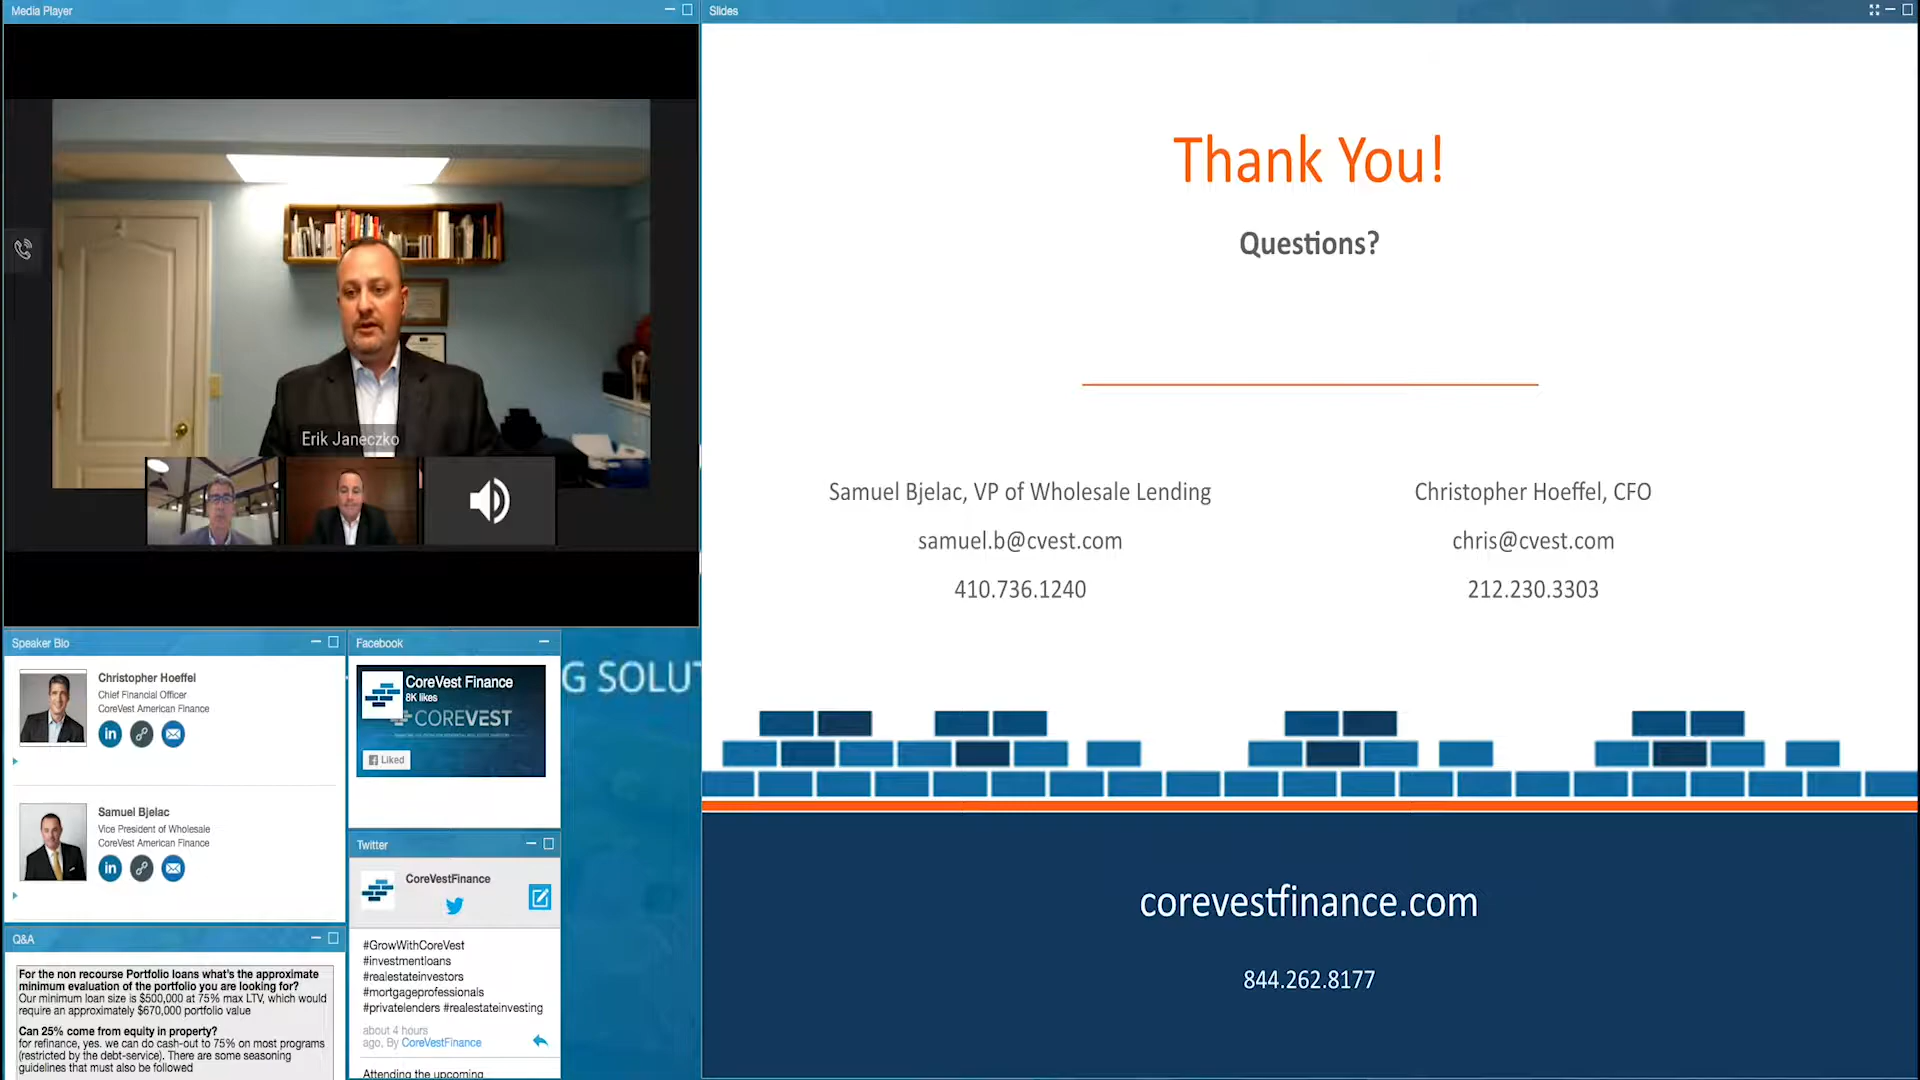 Media Player
Erik Janeczko
Slides
Thank You!
Questions?
Samuel Bjelac, VP of Wholesale Lending
samuel.b@cvest.com
410.736.1240
Christopher Hoeffel, CFO
chris@cvest.com
212.230.3303
corevestfinance.com
844.262.8177
Speaker Bio
Christopher Hoeffel
Chief Financial Officer
CoreVest American Finance
in
Samuel Bjelac
Vice President of Wholesale
CoreVest American Finance
in
Q&A
For the non recourse Portfolio loans what's the approximate
minimum evaluation of the portfolio you are looking for?
Our minimum loan size is $500,000 at 75% max LTV, which would
require an approximately $670,000 portfolio value
Can 25% come from equity in property?
for refinance, yes. we can do cash-out to 75% on most programs
(restricted by the debt-service). There are some seasoning
guidelines that must also be followed
Facebook
CoreVest Finance
8K likes
COREVEST
Liked
G SOLUT
Twitter
CoreVestFinance
#GrowWithCoreVest
#investmentloans
#realestateinvestors
#mortgageprofessionals
#privatelenders #realestateinvesting
about 4 hours
ago, By CoreVestFinance
Attending the upcoming